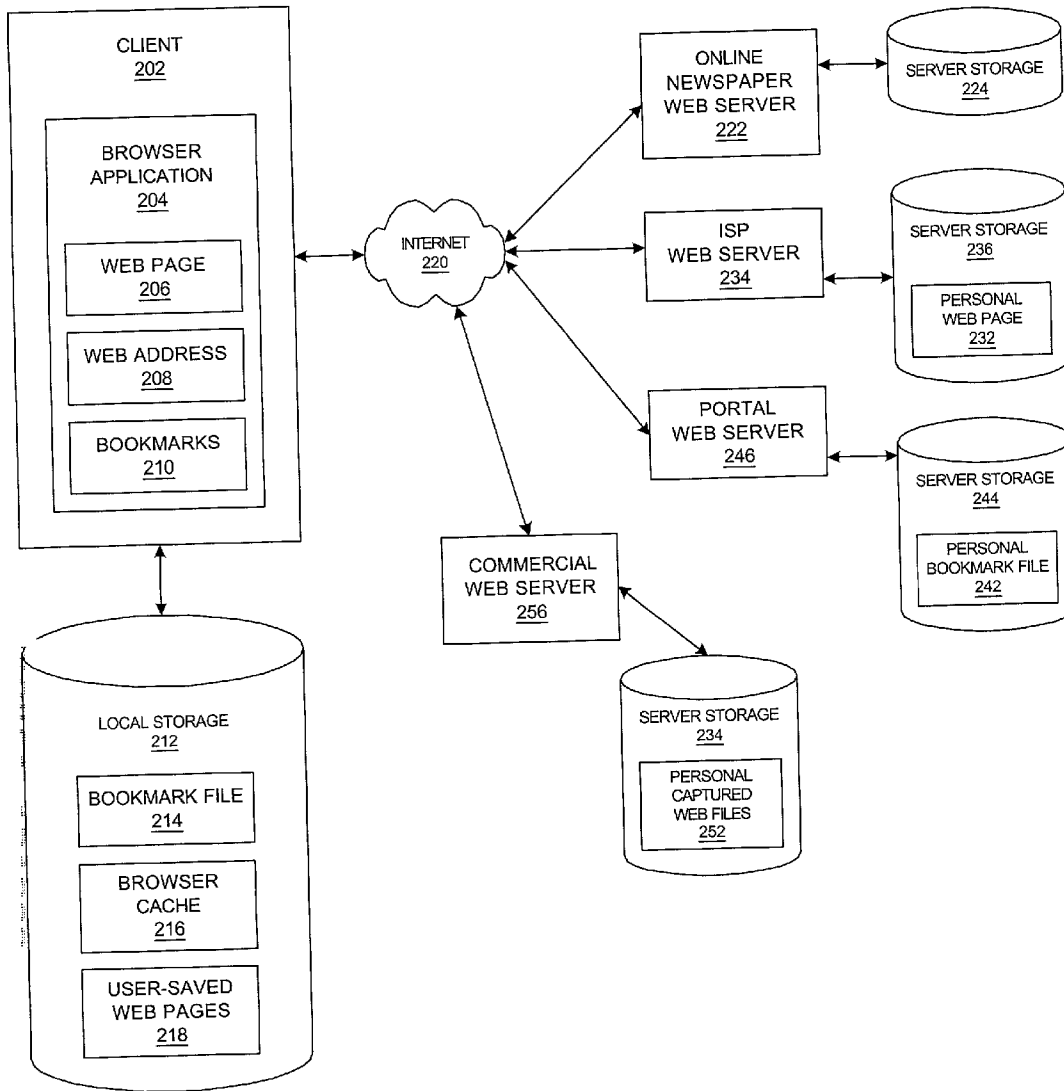 CLIENT
202
BROWSER
APPLICATION
204
WEB PAGE
206
WEB ADDRESS
208
BOOKMARKS
210
LOCAL STORAGE
212
BOOKMARK FILE
214
BROWSER
CACHE
216
USER-SAVED
WEB PAGES
218
INTERNET
220
ONLINE
NEWSPAPER
WEB SERVER
222
SERVER STORAGE
224
ISP
WEB SERVER
234
SERVER STORAGE
236
PERSONAL
WEB PAGE
232
PORTAL
WEB SERVER
246
SERVER STORAGE
244
PERSONAL
BOOKMARK FILE
242
COMMERCIAL
WEB SERVER
256
SERVER STORAGE
234
PERSONAL
CAPTURED
WEB FILES
252